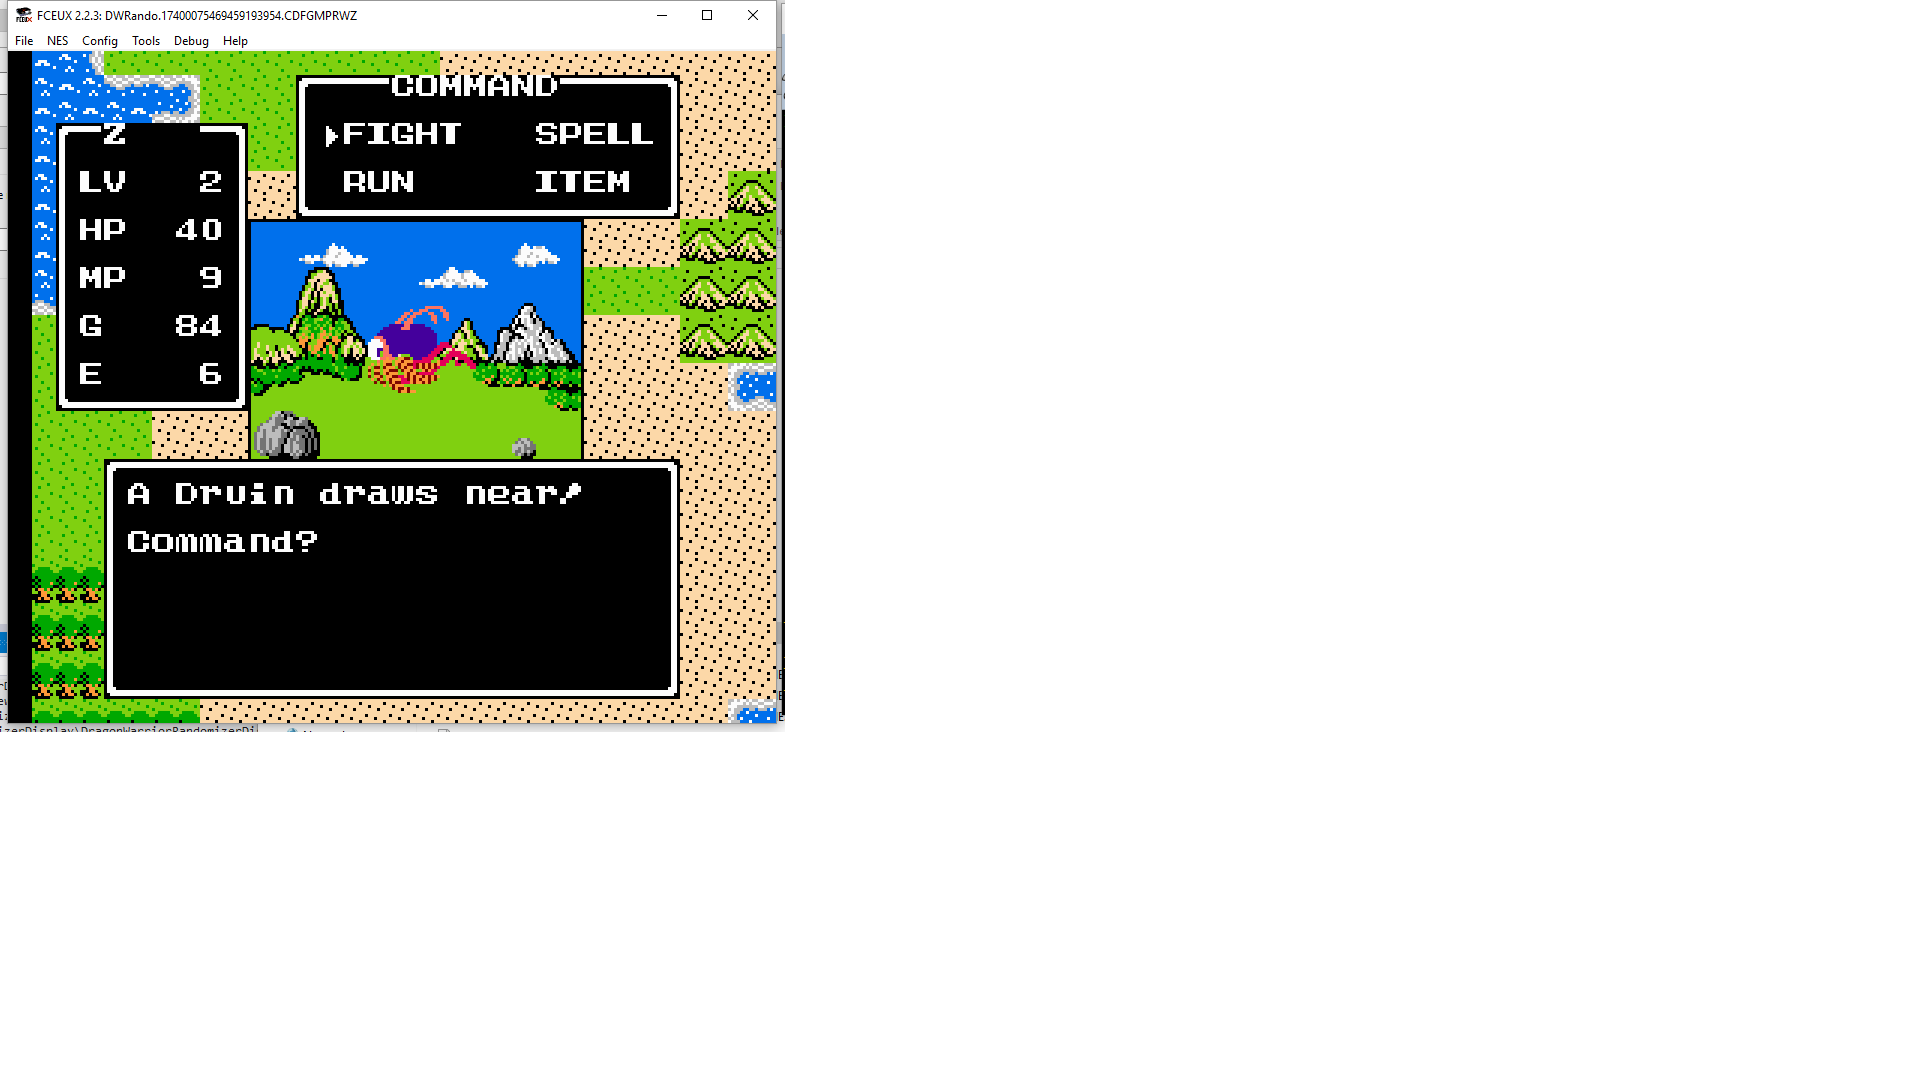 FCEUX 2.2.3: DWRando.17400075469459193954.CDFGMPRWZ
File NES Config Tools Debug Help
COMMAND
FIGHT SPELL
RUN ITEM
Z
LV 2
HP 40
MP 9
G 84
E 6
A Druin draws near!
Command?